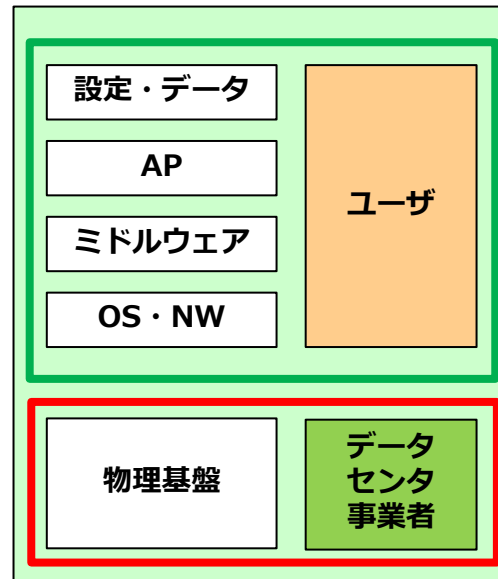 設定・データ
AP
ミドルウェア
OS・NW
ユーザ
物理基盤
データ
センタ
事業者